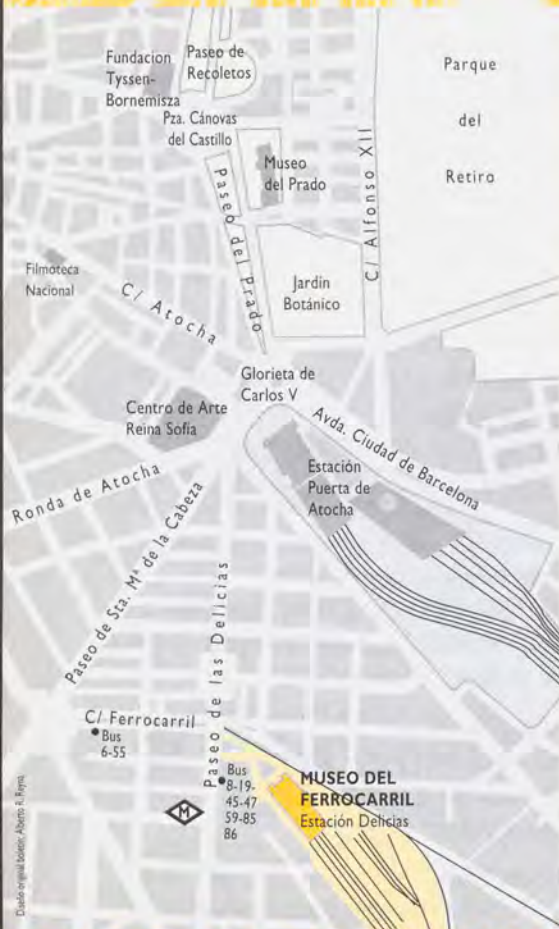 Fundacion
Tyssen-
Bornemisza
Paseo de
Recoletos
Parque
del
Retiro
Pza. Cánovas
del Castillo
Museo
del Prado
C/ Alfonso XII
Paseo del Prado
Filmoteca
Nacional
C/ Atocha
Jardin
Botánico
Glorieta de
Carlos V
Centro de Arte
Reina Sofía
Avda. Ciudad de Barcelona
Estación
Puerta de
Atocha
Ronda de Atocha
Paseo de Sta. Mª de la Cabeza
Paseo de las Delicias
C/ Ferrocarril
Bus
6-55
Bus
8-19-
45-47
59-85
86
M
MUSEO DEL
FERROCARRIL
Estación Delicias
Diseño original boletín: Alberto R. Reyna